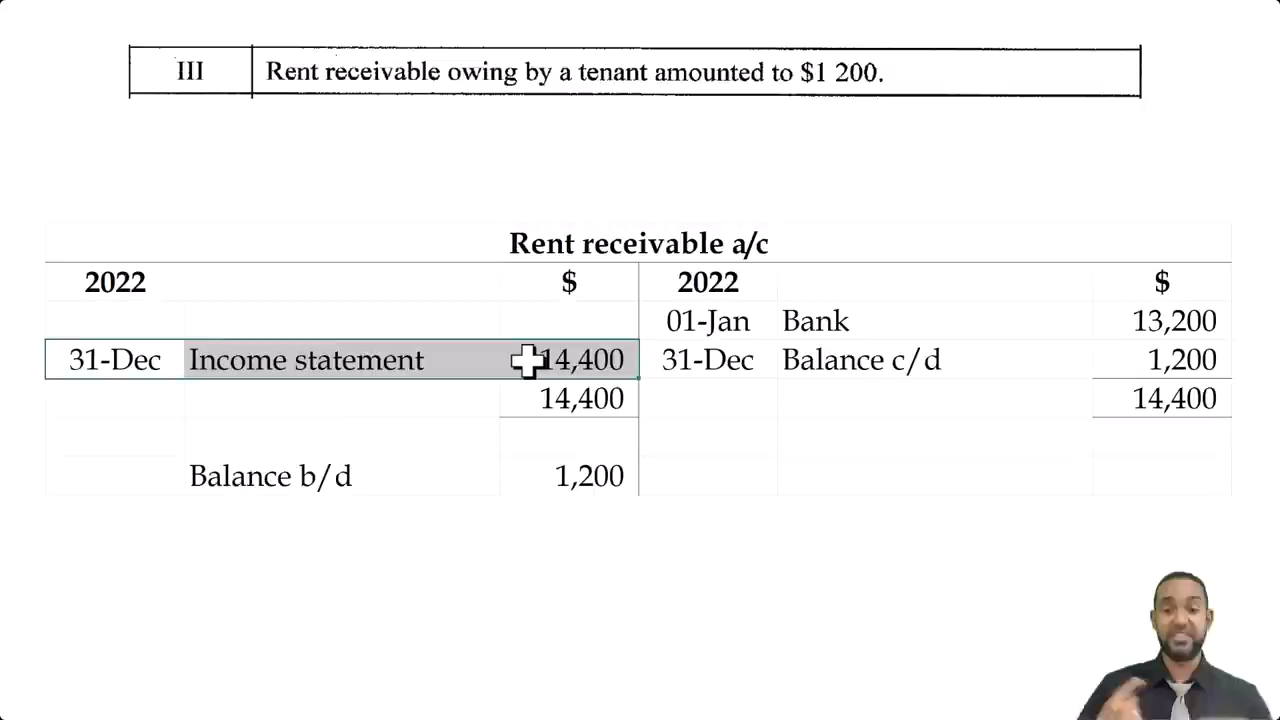 III Rent receivable owing by a tenant amounted to $1 200.
Rent receivable a/c
2022 $ 2022 $
01-Jan Bank 13,200
31-Dec Income statement 14,400 31-Dec Balance c/d 1,200
14,400 14,400
Balance b/d 1,200